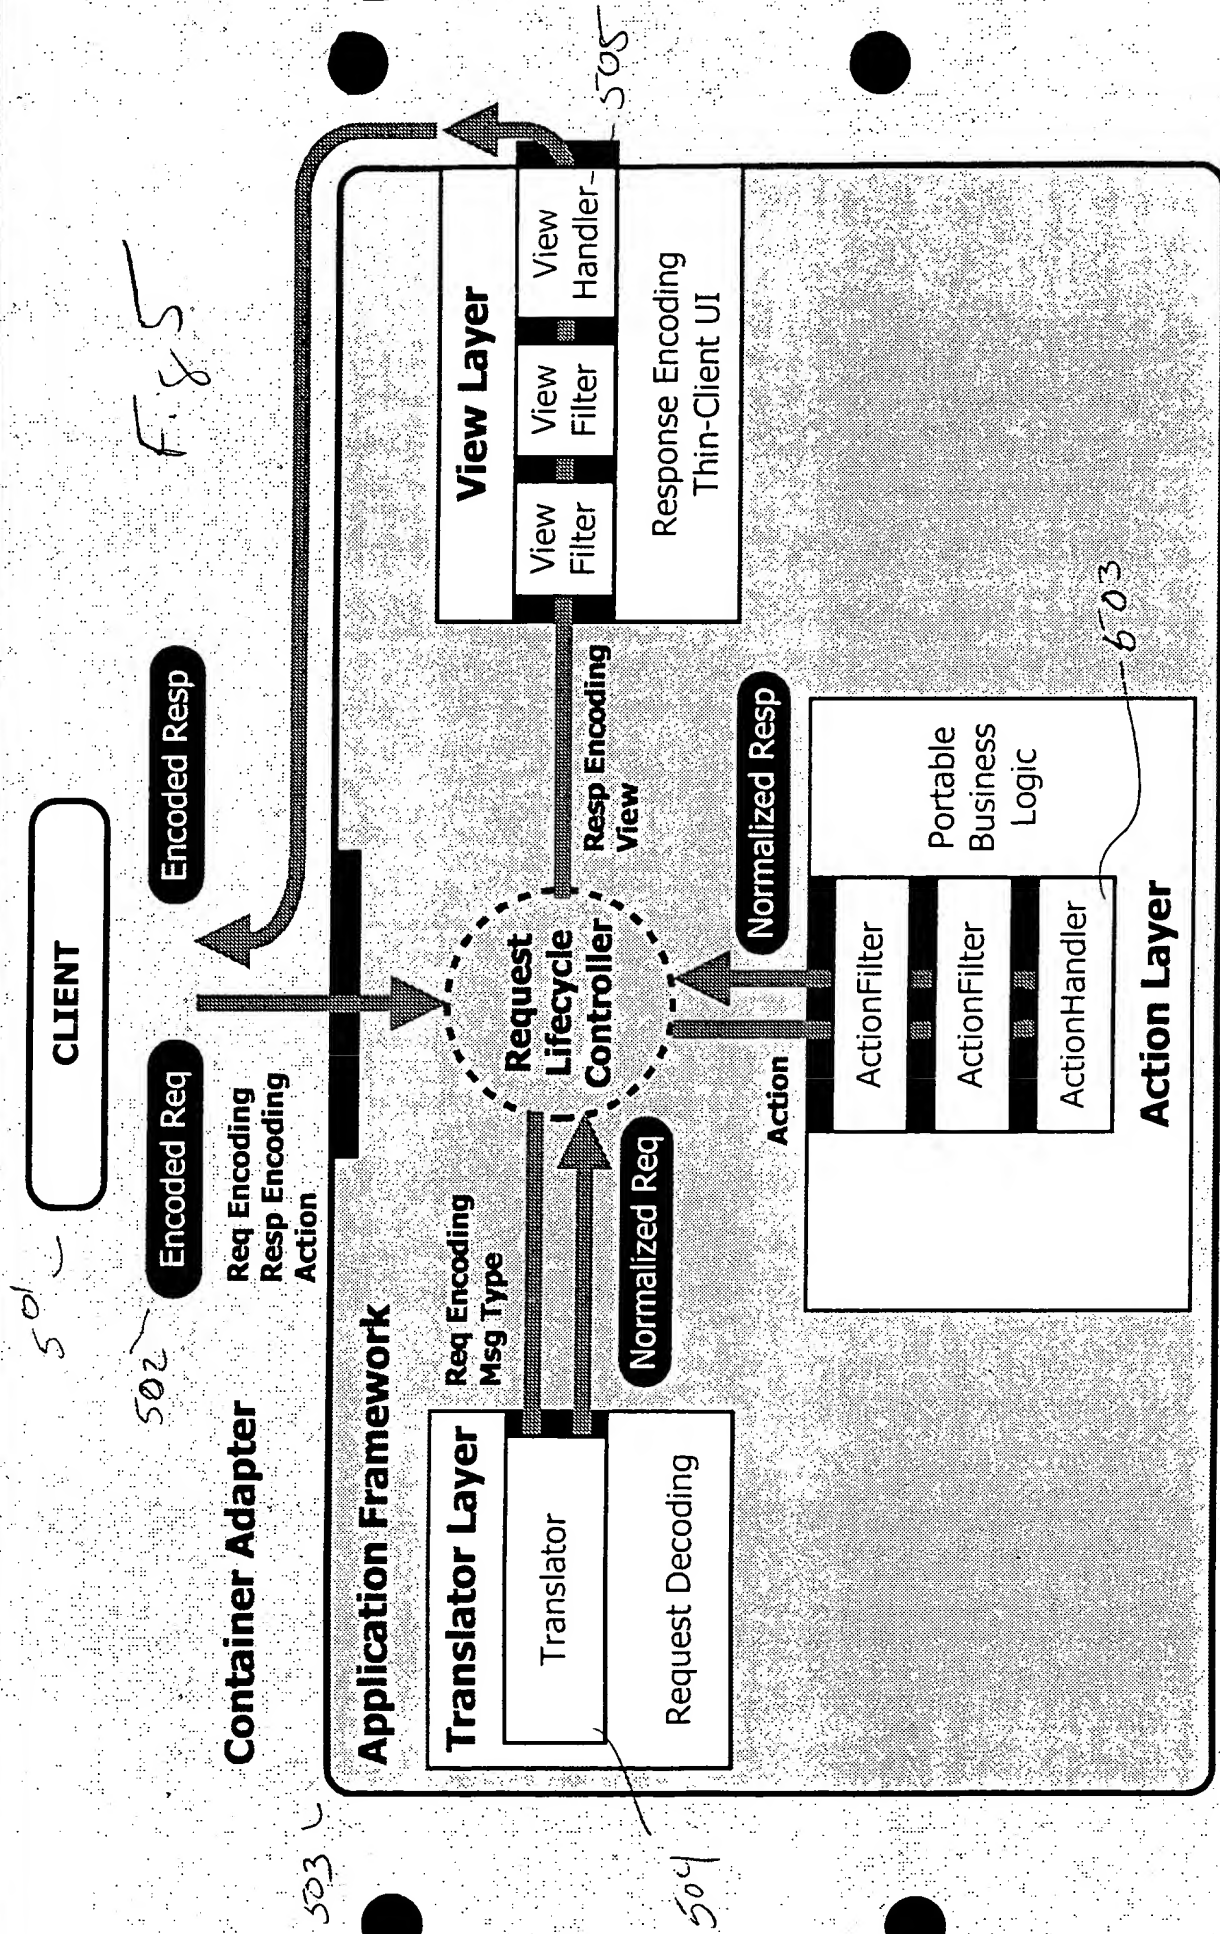 501
CLIENT
502
Encoded Req
Encoded Resp
F.g 5
Container Adapter
Req Encoding
Resp Encoding
Action
503
Application Framework
Translator Layer
Translator
Request Decoding
504
Req Encoding
Msg Type
Normalized Req
Request
Lifecycle
Controller
Resp Encoding
View
View Layer
View
Filter
View
Filter
View
Handler
505
Response Encoding
Thin-Client UI
Action
Normalized Resp
ActionFilter
ActionFilter
ActionHandler
Portable
Business
Logic
503
Action Layer